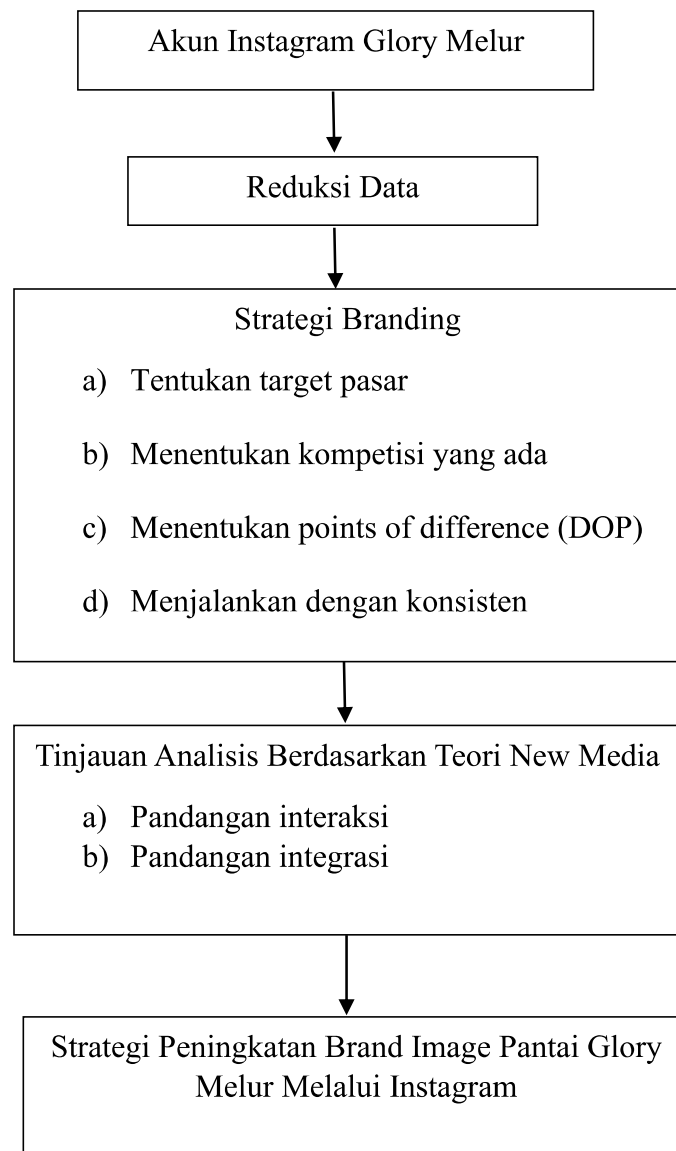 Akun Instagram Glory Melur
Reduksi Data
Strategi Branding
a) Tentukan target pasar
b) Menentukan kompetisi yang ada
c) Menentukan points of difference (DOP)
d) Menjalankan dengan konsisten
Tinjauan Analisis Berdasarkan Teori New Media
a) Pandangan interaksi
b) Pandangan integrasi
Strategi Peningkatan Brand Image Pantai Glory
Melur Melalui Instagram